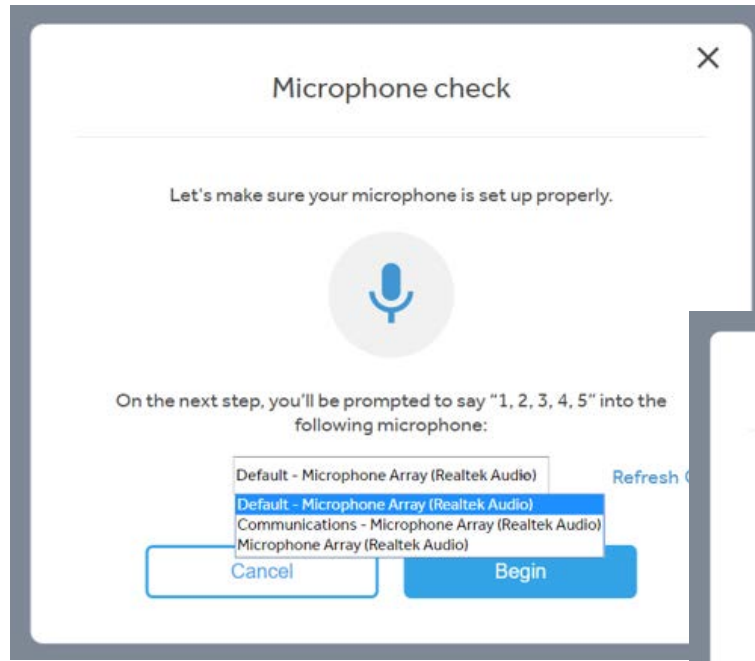 Microphone check
Let's make sure your microphone is set up properly.
On the next step, you'll be prompted to say "1, 2, 3, 4, 5" into the
following microphone:
Default - Microphone Array (Realtek Audio)
Refresh
Default - Microphone Array (Realtek Audio)
Communications - Microphone Array (Realtek Audio)
Microphone Array (Realtek Audio)
Cancel
Begin